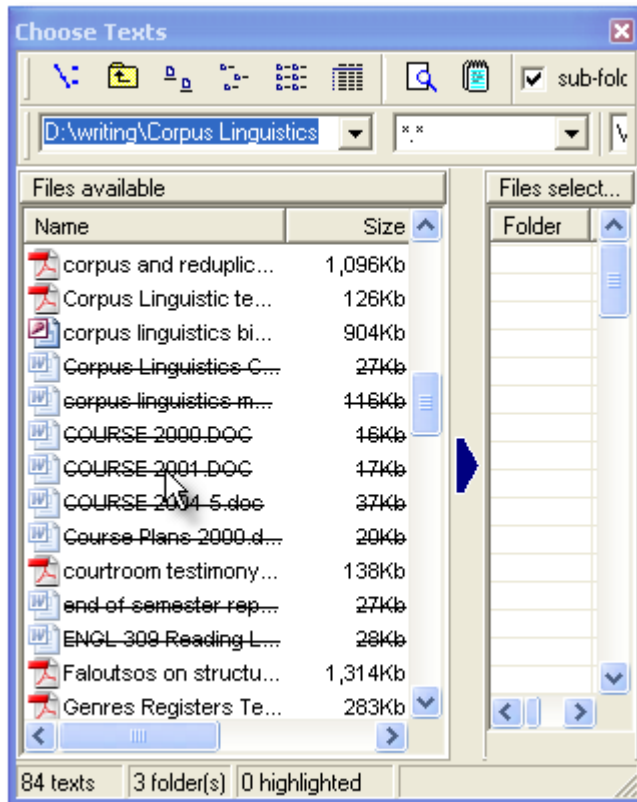 Choose Texts
sub-folc
D:\writing\Corpus Linguistics *.*
Files available Files select...
Name Size Folder
corpus and reduplic... 1,096Kb
Corpus Linguistic te... 126Kb
corpus linguistics bi... 904Kb
Corpus Linguistics C... 27Kb
corpus linguistics m... 116Kb
COURSE 2000.DOC 16Kb
COURSE 2001.DOC 17Kb
COURSE 2004-5.doc 37Kb
Course Plans 2000.d... 20Kb
courtroom testimony... 138Kb
end of semester rep... 27Kb
ENGL 309 Reading L... 28Kb
Faloutsos on structu... 1,314Kb
Genres Registers Te... 283Kb
84 texts 3 folder(s) 0 highlighted